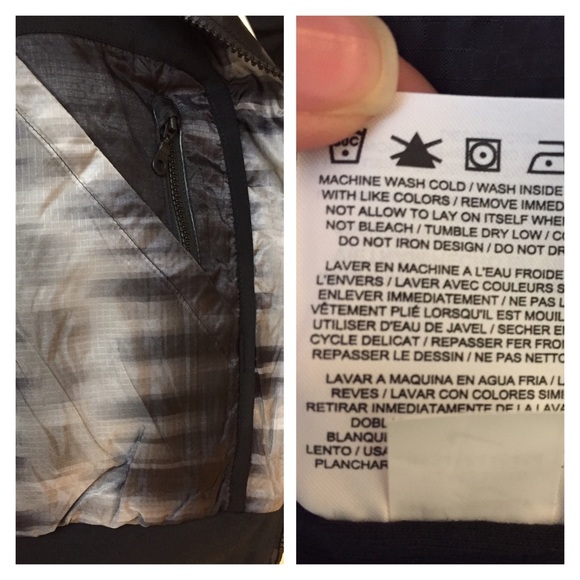 MACHINE WASH COLD / WASH INSIDE
WITH LIKE COLORS / REMOVE IMMED
NOT ALLOW TO LAY ON ITSELF WHE
NOT BLEACH / TUMBLE DRY LOW / CO
DO NOT IRON DESIGN / DO NOT DR
LAVER EN MACHINE A L'EAU FROIDE
L'ENVERS / LAVER AVEC COULEURS S
ENLEVER IMMEDIATEMENT / NE PAS L
VÊTEMENT PLIÉ LORSQU'IL EST MOUIL
UTILISER D'EAU DE JAVEL / SECHER E
CYCLE DELICAT / REPASSER FER FROI
REPASSER LE DESSIN / NE PAS NETTO
LAVAR A MAQUINA EN AGUA FRIA / L
REVES / LAVAR CON COLORES SIMI
RETIRAR INMEDIATAMENTE DE LA LAVA
DOBL
BLANQUE
LENTO / USA
PLANCHAR